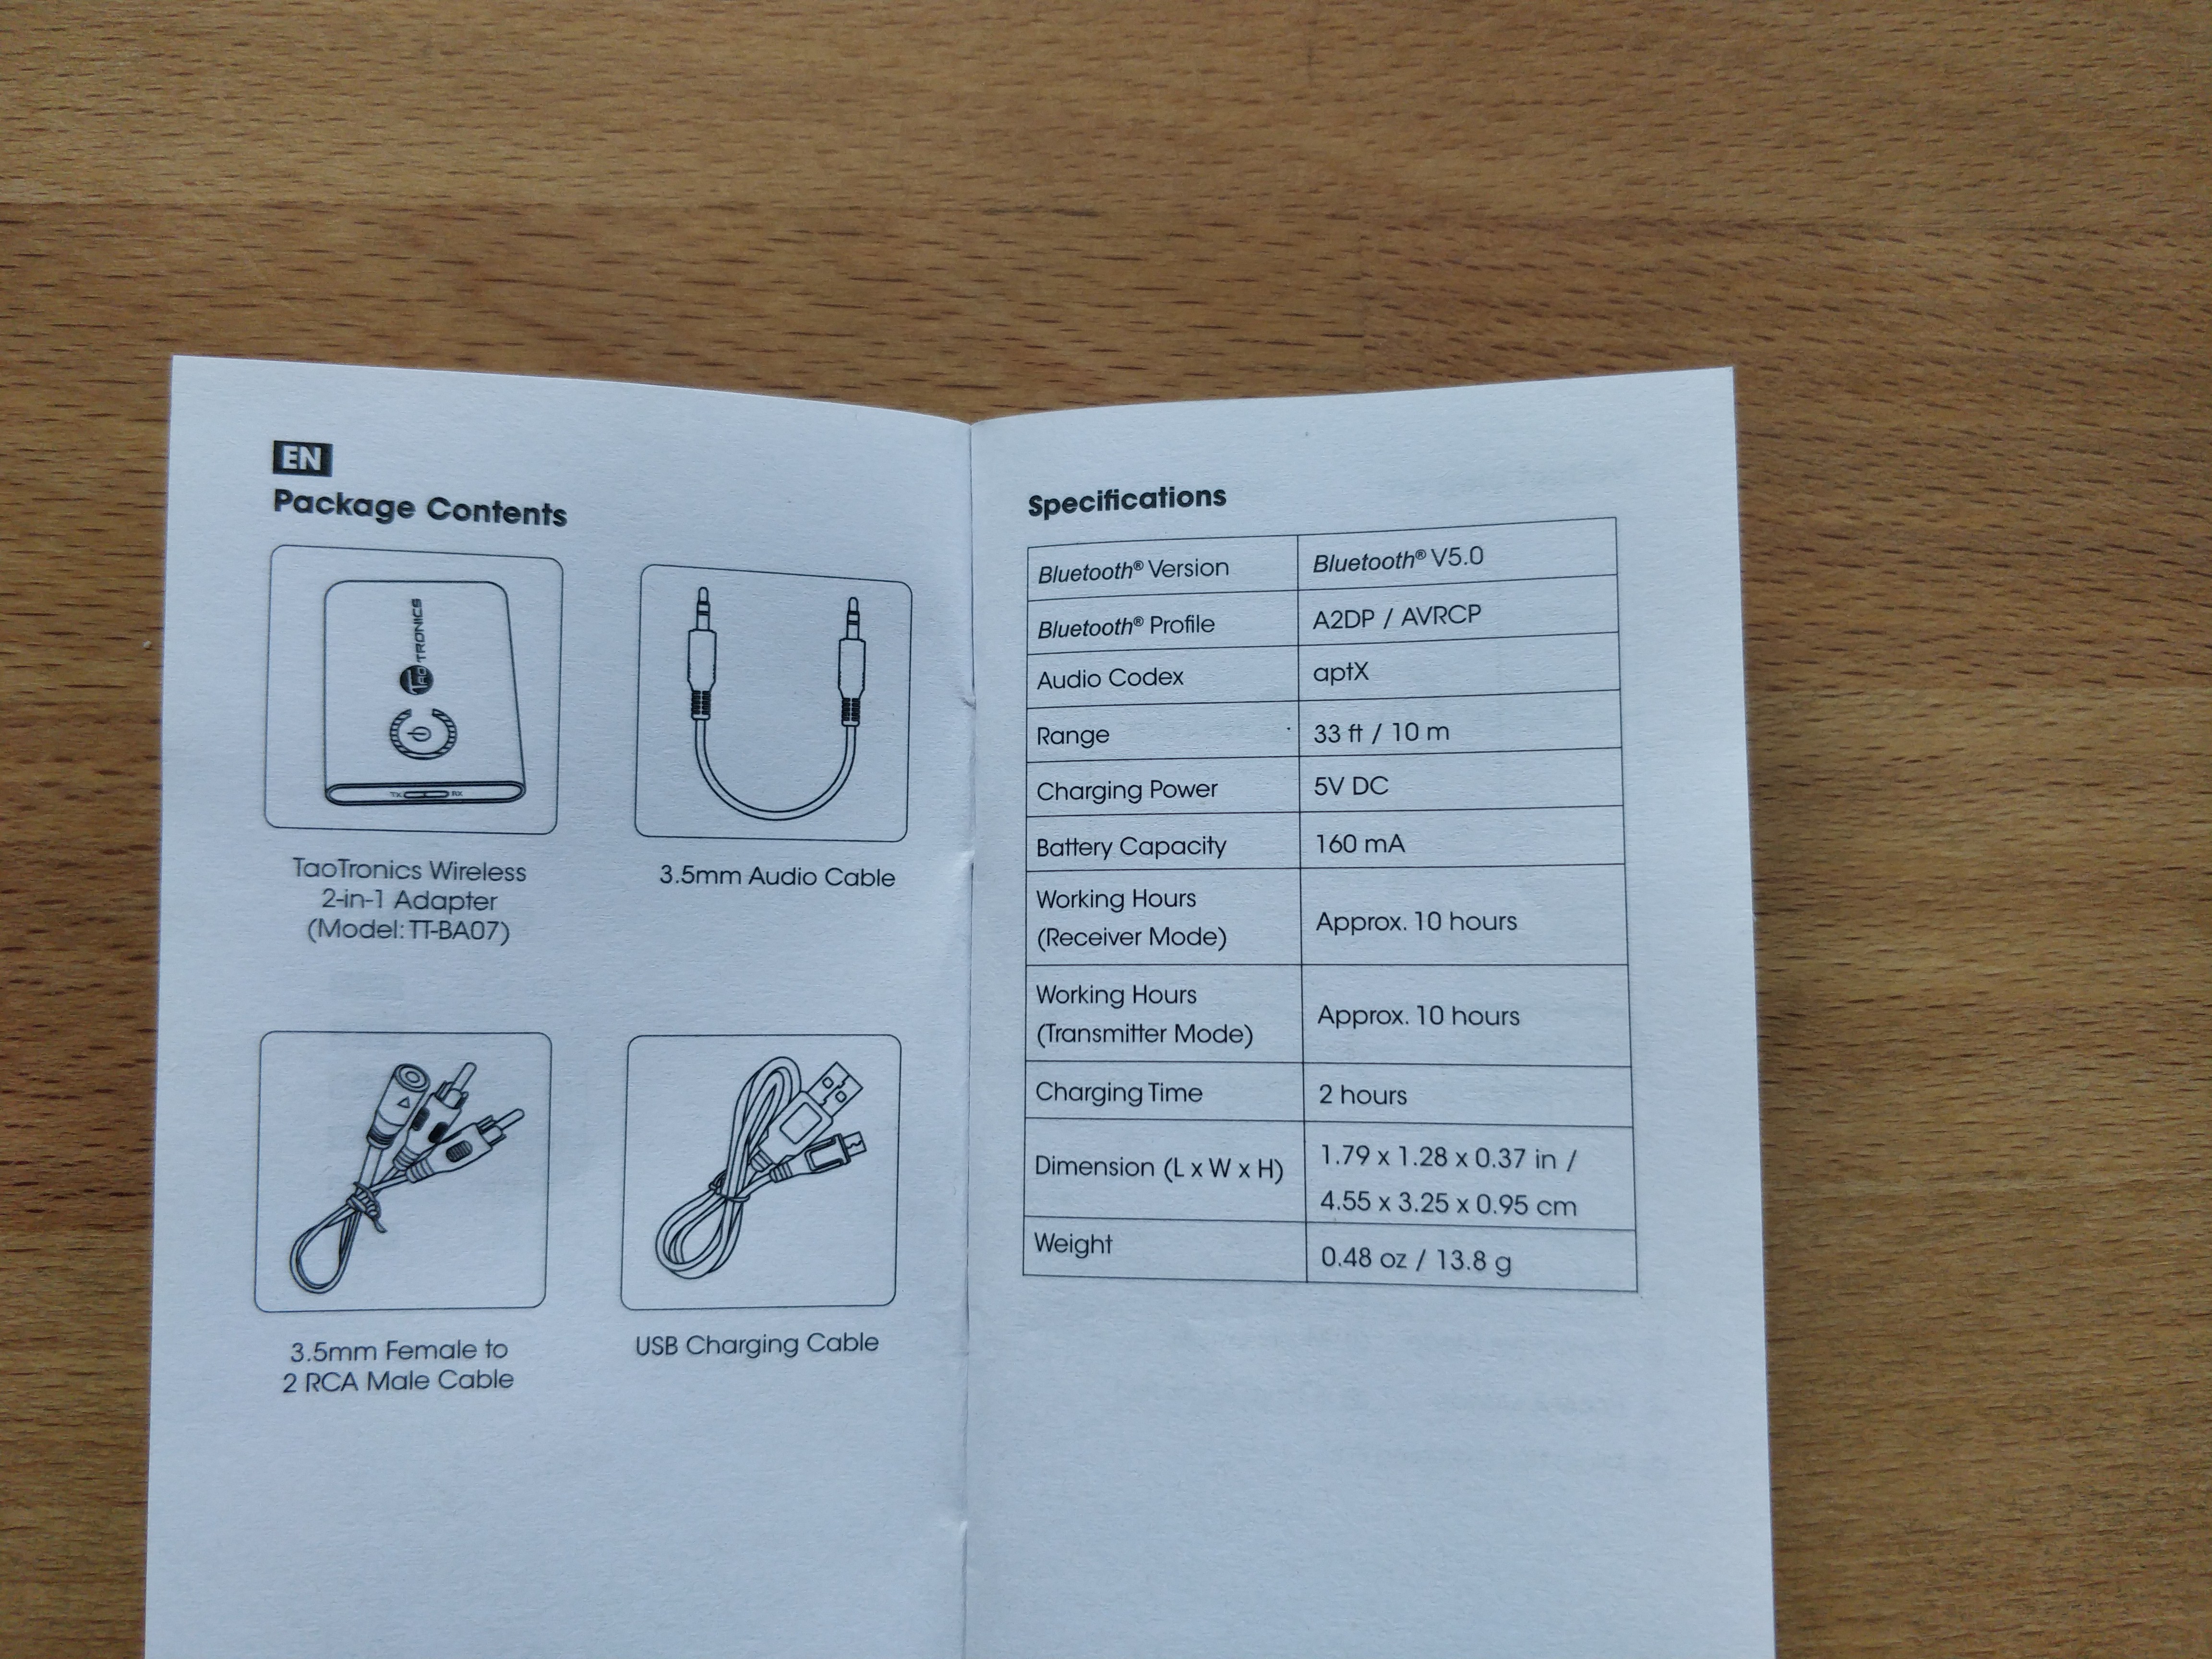 EN
Package Contents
TAOTRONICS
TX RX
TaoTronics Wireless
2-in-1 Adapter
(Model: TT-BA07)
3.5mm Audio Cable
3.5mm Female to
2 RCA Male Cable
USB Charging Cable
Specifications
Bluetooth® Version Bluetooth® V5.0
Bluetooth® Profile A2DP / AVRCP
Audio Codex aptX
Range 33 ft / 10 m
Charging Power 5V DC
Battery Capacity 160 mA
Working Hours
(Receiver Mode) Approx. 10 hours
Working Hours
(Transmitter Mode) Approx. 10 hours
Charging Time 2 hours
Dimension (L x W x H) 1.79 x 1.28 x 0.37 in /
4.55 x 3.25 x 0.95 cm
Weight 0.48 oz / 13.8 g